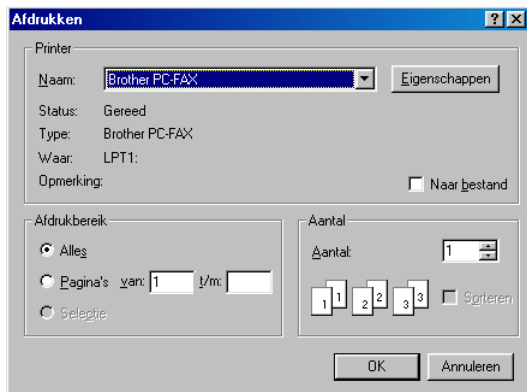 Afdrukken
Printer
Naam: Brother PC-FAX Eigenschappen
Status: Gereed
Type: Brother PC-FAX
Waar: LPT1:
Opmerking: Naar bestand
Afdrukbereik
Alles
Pagina's van: 1 t/m:
Selectie
Aantal
Aantal: 1
1 1 2 2 3 3 Sorteren
OK Annuleren